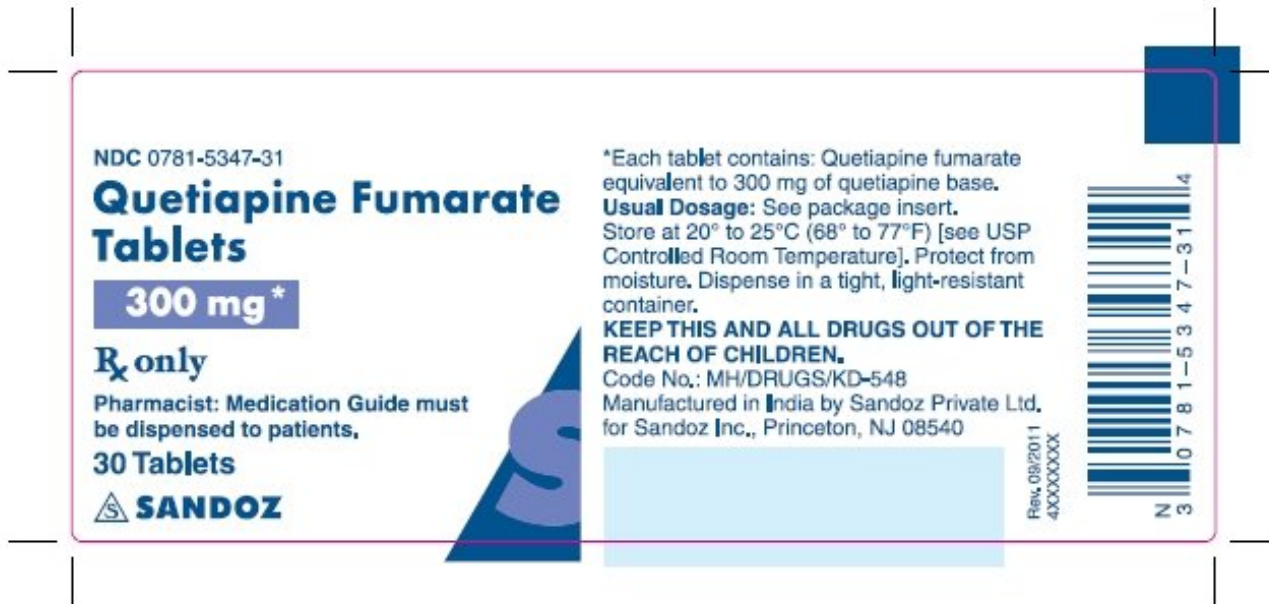 NDC 0781-5347-31
Quetiapine Fumarate
Tablets
300 mg*
Rx only
Pharmacist: Medication Guide must
be dispensed to patients.
30 Tablets
S SANDOZ
S
*Each tablet contains: Quetiapine fumarate
equivalent to 300 mg of quetiapine base.
Usual Dosage: See package insert.
Store at 20° to 25°C (68° to 77°F) [see USP
Controlled Room Temperature]. Protect from
moisture. Dispense in a tight, light-resistant
container.
KEEP THIS AND ALL DRUGS OUT OF THE
REACH OF CHILDREN.
Code No.: MH/DRUGS/KD-548
Manufactured in India by Sandoz Private Ltd.
for Sandoz Inc., Princeton, NJ 08540
Rev. 09/2011
4XXXXXXX
N
3 0781-5347-31 4